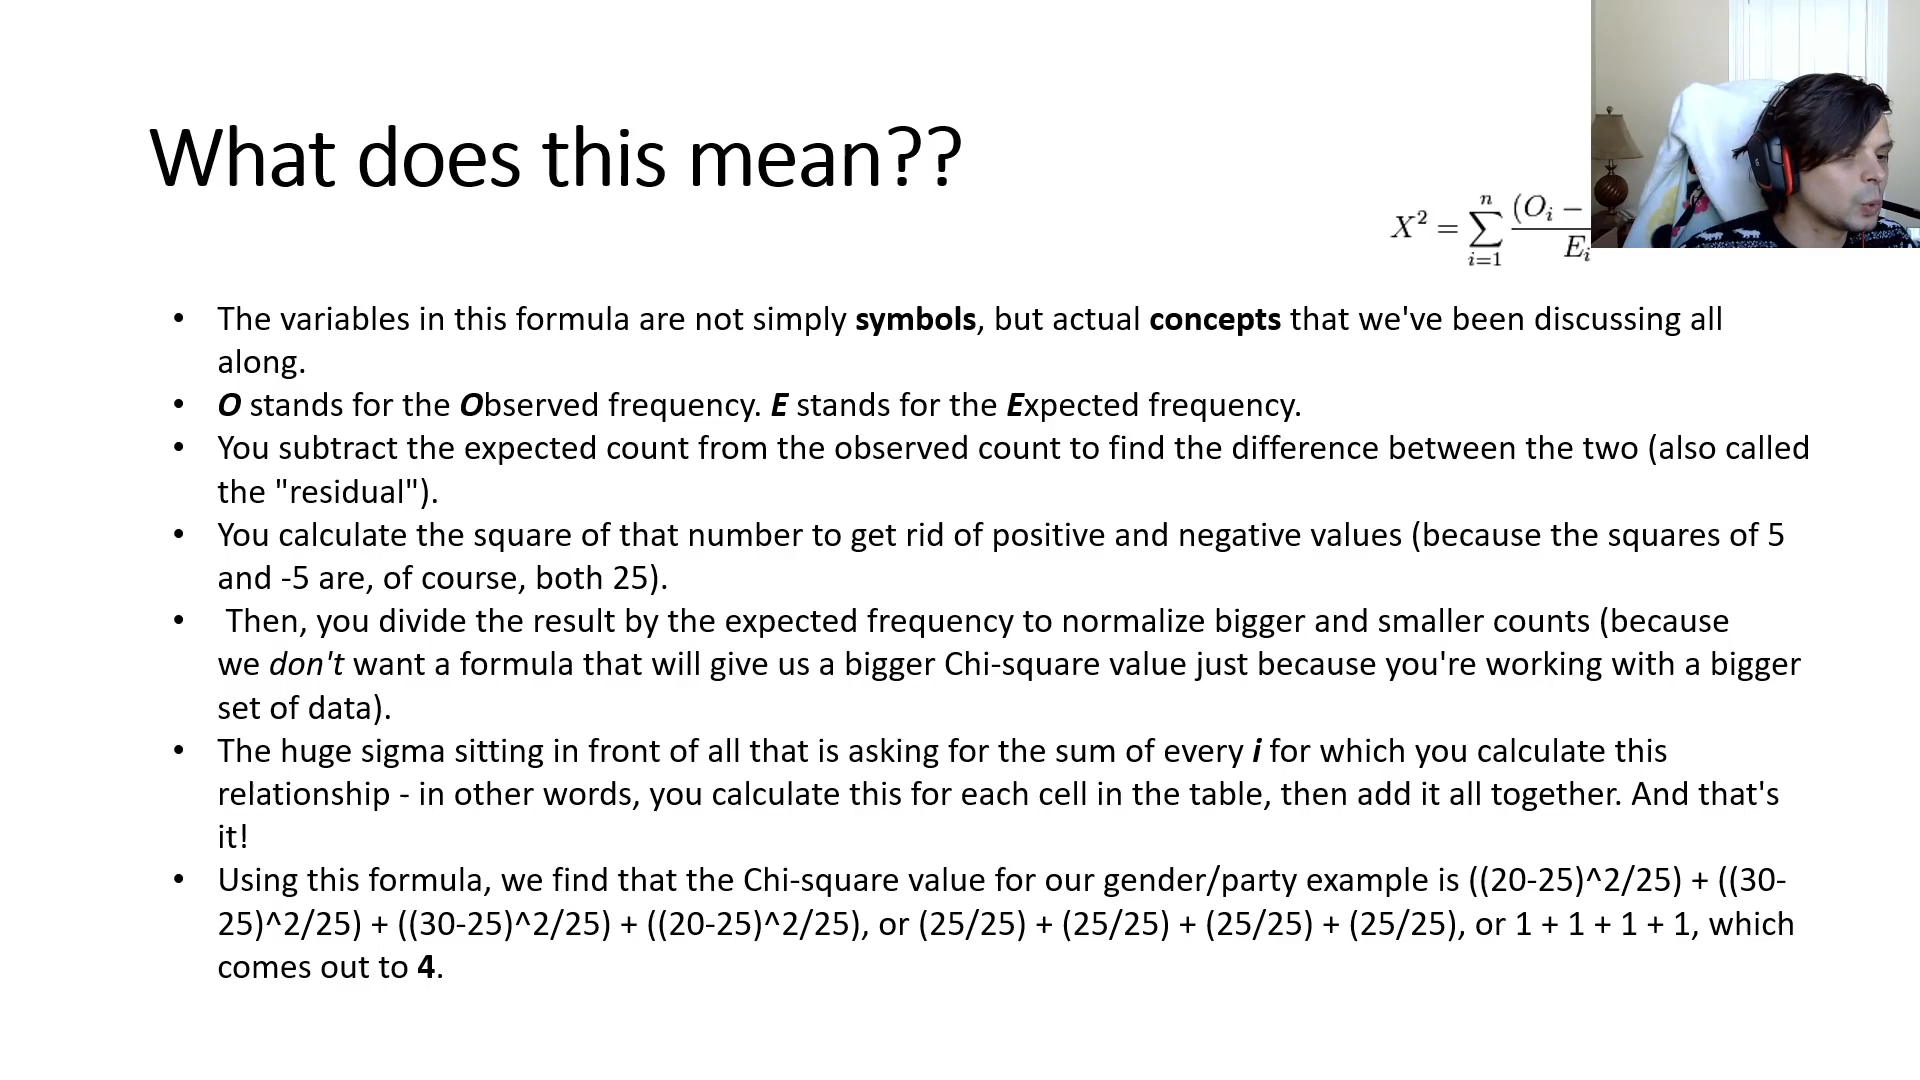 What does this mean??
X² = ∑ⁿᵢ₌₁ (Oᵢ − / Eᵢ
• The variables in this formula are not simply symbols, but actual concepts that we've been discussing all
along.
• O stands for the Observed frequency. E stands for the Expected frequency.
• You subtract the expected count from the observed count to find the difference between the two (also called
the "residual").
• You calculate the square of that number to get rid of positive and negative values (because the squares of 5
and -5 are, of course, both 25).
• Then, you divide the result by the expected frequency to normalize bigger and smaller counts (because
we don't want a formula that will give us a bigger Chi-square value just because you're working with a bigger
set of data).
• The huge sigma sitting in front of all that is asking for the sum of every i for which you calculate this
relationship - in other words, you calculate this for each cell in the table, then add it all together. And that's
it!
• Using this formula, we find that the Chi-square value for our gender/party example is ((20-25)^2/25) + ((30-
25)^2/25) + ((30-25)^2/25) + ((20-25)^2/25), or (25/25) + (25/25) + (25/25) + (25/25), or 1 + 1 + 1 + 1, which
comes out to 4.